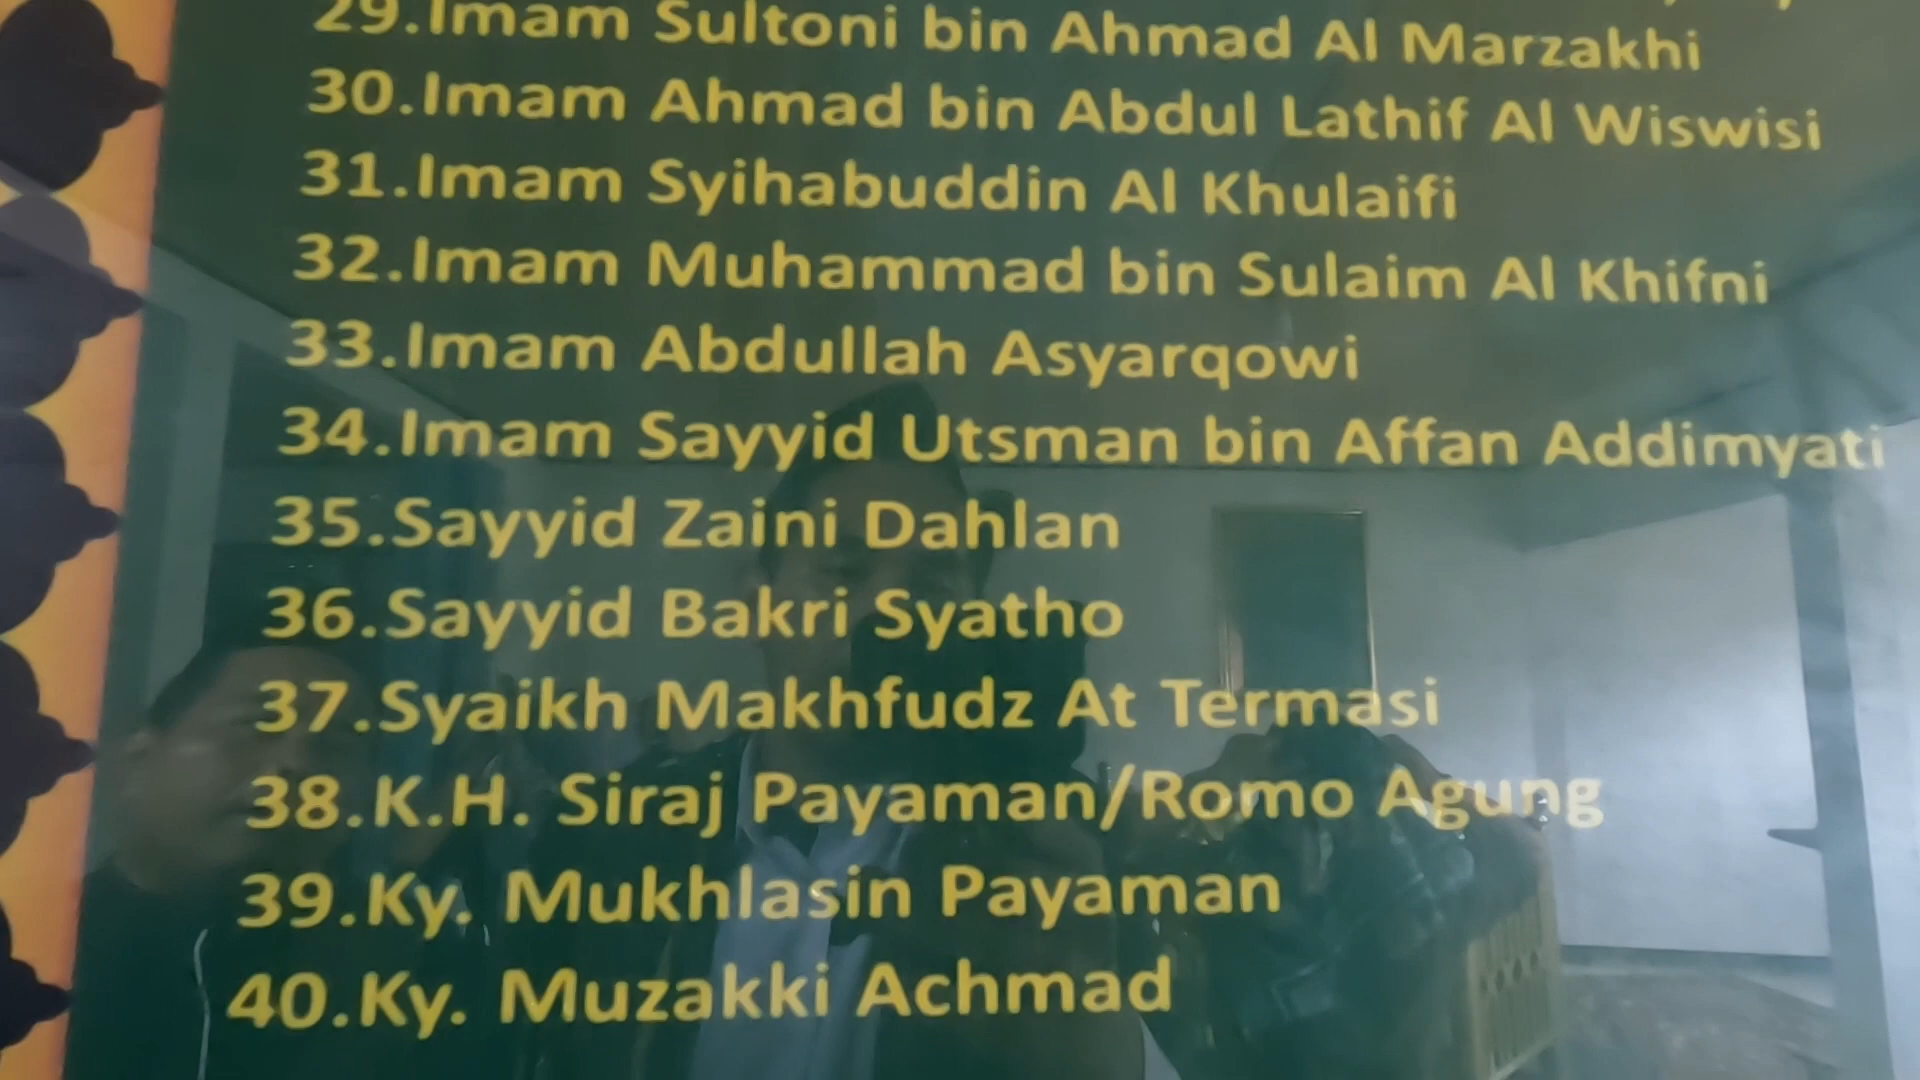 29.Imam Sultoni bin Ahmad Al Marzakhi
30.Imam Ahmad bin Abdul Lathif Al Wiswisi
31.Imam Syihabuddin Al Khulaifi
32.Imam Muhammad bin Sulaim Al Khifni
33.Imam Abdullah Asyarqowi
34.Imam Sayyid Utsman bin Affan Addimyati
35.Sayyid Zaini Dahlan
36.Sayyid Bakri Syatho
37.Syaikh Makhfudz At Termasi
38.K.H. Siraj Payaman/Romo Agung
39.Ky. Mukhlasin Payaman
40.Ky. Muzakki Achmad